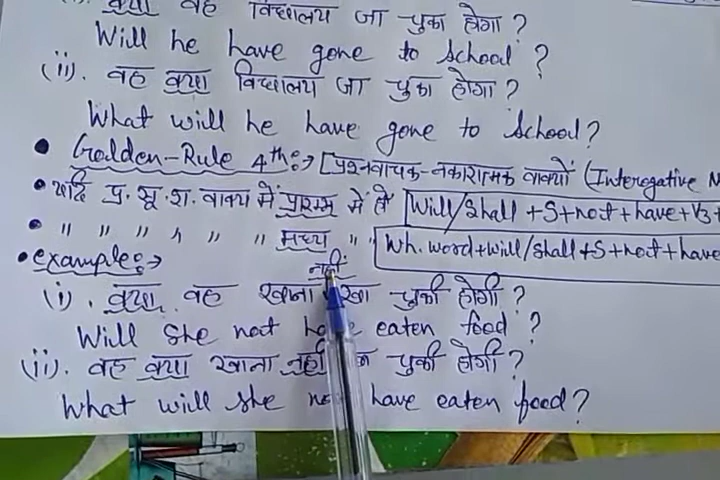 क्या वह विद्यालय जा चुका होगा?
Will he have gone to School?
(ii). वह क्या विद्यालय जा चुका होगा?
What will he have gone to School?
• Golden-Rule 4th:→ [प्रश्नवाचक-नकारात्मक वाक्यों (Interogative
• यदि प्र. सू. श. वाक्य में प्रारम्भ में हो Will/Shall + S + not + have + V3 +
• " " " " " " मध्य " " Wh. word + will/shall + S + not + have
• example:→
नहीं
(i). क्या वह खाना खा चुकी होगी?
Will She not have eaten food?
(ii). वह क्या खाना नहीं चुकी होगी?
What will she have eaten food?